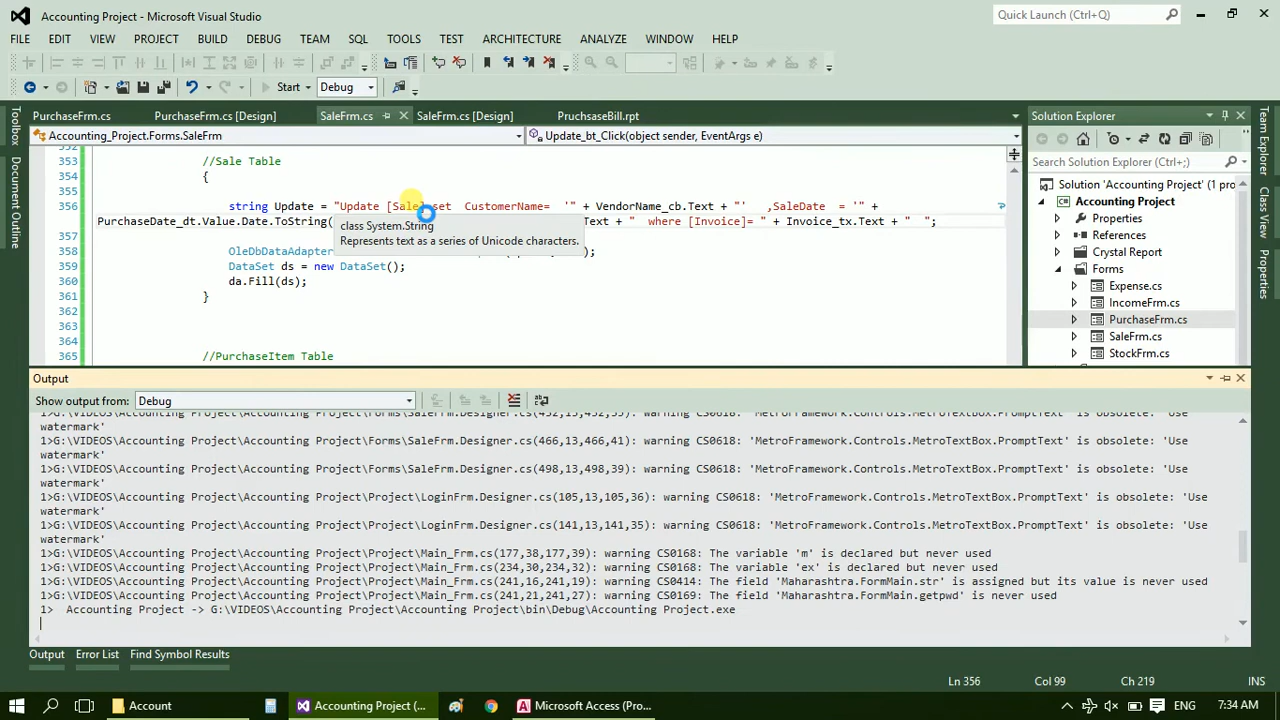 Accounting Project - Microsoft Visual Studio
Quick Launch (Ctrl+Q)
FILE EDIT VIEW PROJECT BUILD DEBUG TEAM SQL TOOLS TEST ARCHITECTURE ANALYZE WINDOW HELP
Start Debug
PurchaseFrm.cs PurchaseFrm.cs [Design] SaleFrm.cs SaleFrm.cs [Design] PruchsaseBill.rpt
Accounting_Project.Forms.SaleFrm Update_bt_Click(object sender, EventArgs e)
352
353 //Sale Table
354 {
355
356 string Update = "Update [Sale] set CustomerName= '" + VendorName_cb.Text + "' ,SaleDate = '" +
PurchaseDate_dt.Value.Date.ToString( Text + " where [Invoice]= " + Invoice_tx.Text + " ";
class System.String
Represents text as a series of Unicode characters.
357
358 OleDbDataAdapter );
359 DataSet ds = new DataSet();
360 da.Fill(ds);
361 }
362
363
364
365 //PurchaseItem Table
Toolbox
Document Outline
Solution Explorer
Search Solution Explorer (Ctrl+;)
Solution 'Accounting Project' (1 pro
Accounting Project
Properties
References
Crystal Report
Forms
Expense.cs
IncomeFrm.cs
PurchaseFrm.cs
SaleFrm.cs
StockFrm.cs
Team Explorer
Class View
Properties
Output
Show output from: Debug
watermark'
1>G:\VIDEOS\Accounting Project\Accounting Project\Forms\SaleFrm.Designer.cs(466,13,466,41): warning CS0618: 'MetroFramework.Controls.MetroTextBox.PromptText' is obsolete: 'Use
watermark'
1>G:\VIDEOS\Accounting Project\Accounting Project\Forms\SaleFrm.Designer.cs(498,13,498,39): warning CS0618: 'MetroFramework.Controls.MetroTextBox.PromptText' is obsolete: 'Use
watermark'
1>G:\VIDEOS\Accounting Project\Accounting Project\Project\LoginFrm.Designer.cs(105,13,105,36): warning CS0618: 'MetroFramework.Controls.MetroTextBox.PromptText' is obsolete: 'Use
watermark'
1>G:\VIDEOS\Accounting Project\Accounting Project\Project\LoginFrm.Designer.cs(141,13,141,35): warning CS0618: 'MetroFramework.Controls.MetroTextBox.PromptText' is obsolete: 'Use
watermark'
1>G:\VIDEOS\Accounting Project\Accounting Project\Project\Main_Frm.cs(177,38,177,39): warning CS0168: The variable 'm' is declared but never used
1>G:\VIDEOS\Accounting Project\Accounting Project\Project\Main_Frm.cs(234,30,234,32): warning CS0168: The variable 'ex' is declared but never used
1>G:\VIDEOS\Accounting Project\Accounting Project\Project\Main_Frm.cs(241,16,241,19): warning CS0414: The field 'Maharashtra.FormMain.str' is assigned but its value is never used
1>G:\VIDEOS\Accounting Project\Accounting Project\Project\Main_Frm.cs(241,21,241,27): warning CS0169: The field 'Maharashtra.FormMain.getpwd' is never used
1> Accounting Project -> G:\VIDEOS\Accounting Project\Accounting Project\bin\Debug\Accounting Project.exe
Output Error List Find Symbol Results
Ln 356 Col 99 Ch 219 INS
Account Accounting Project (... Microsoft Access (Pro... ENG 7:34 AM